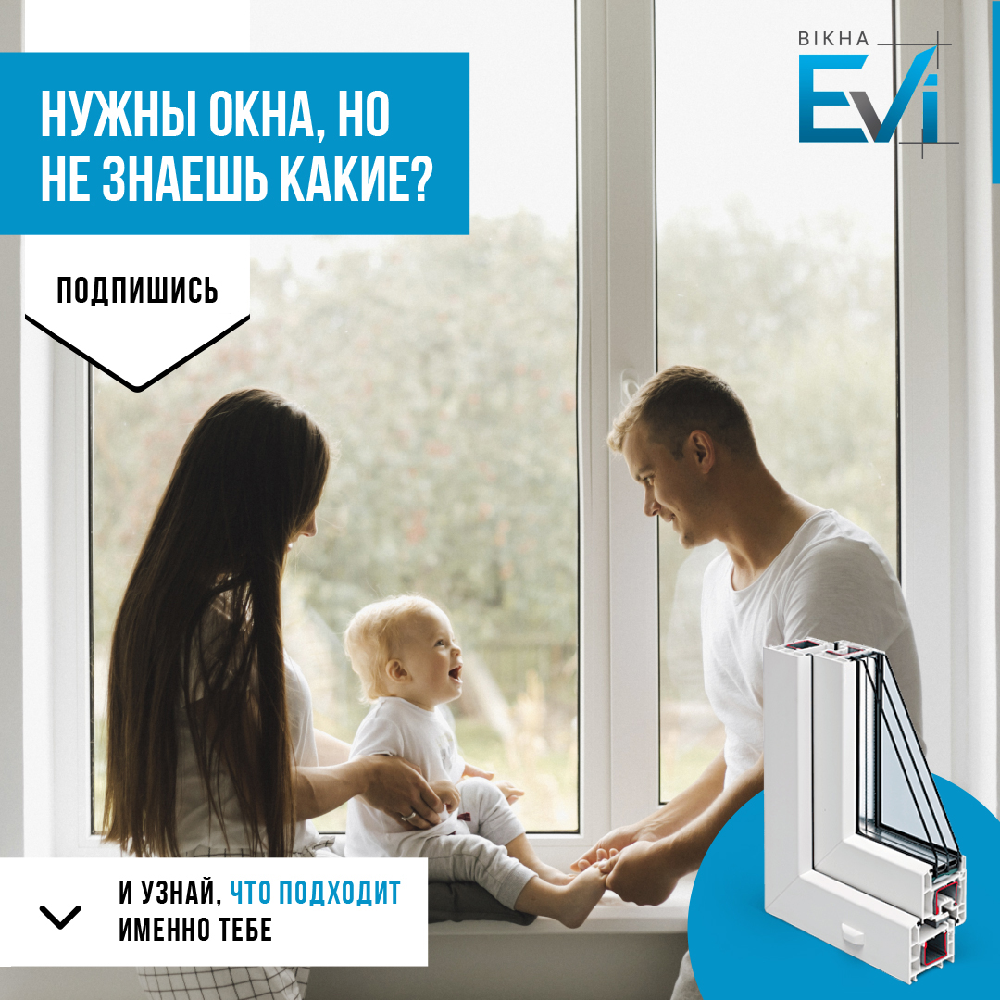 ВІКНА
EVi
НУЖНЫ ОКНА, НО
НЕ ЗНАЕШЬ КАКИЕ?
ПОДПИШИСЬ
И УЗНАЙ, ЧТО ПОДХОДИТ
ИМЕННО ТЕБЕ